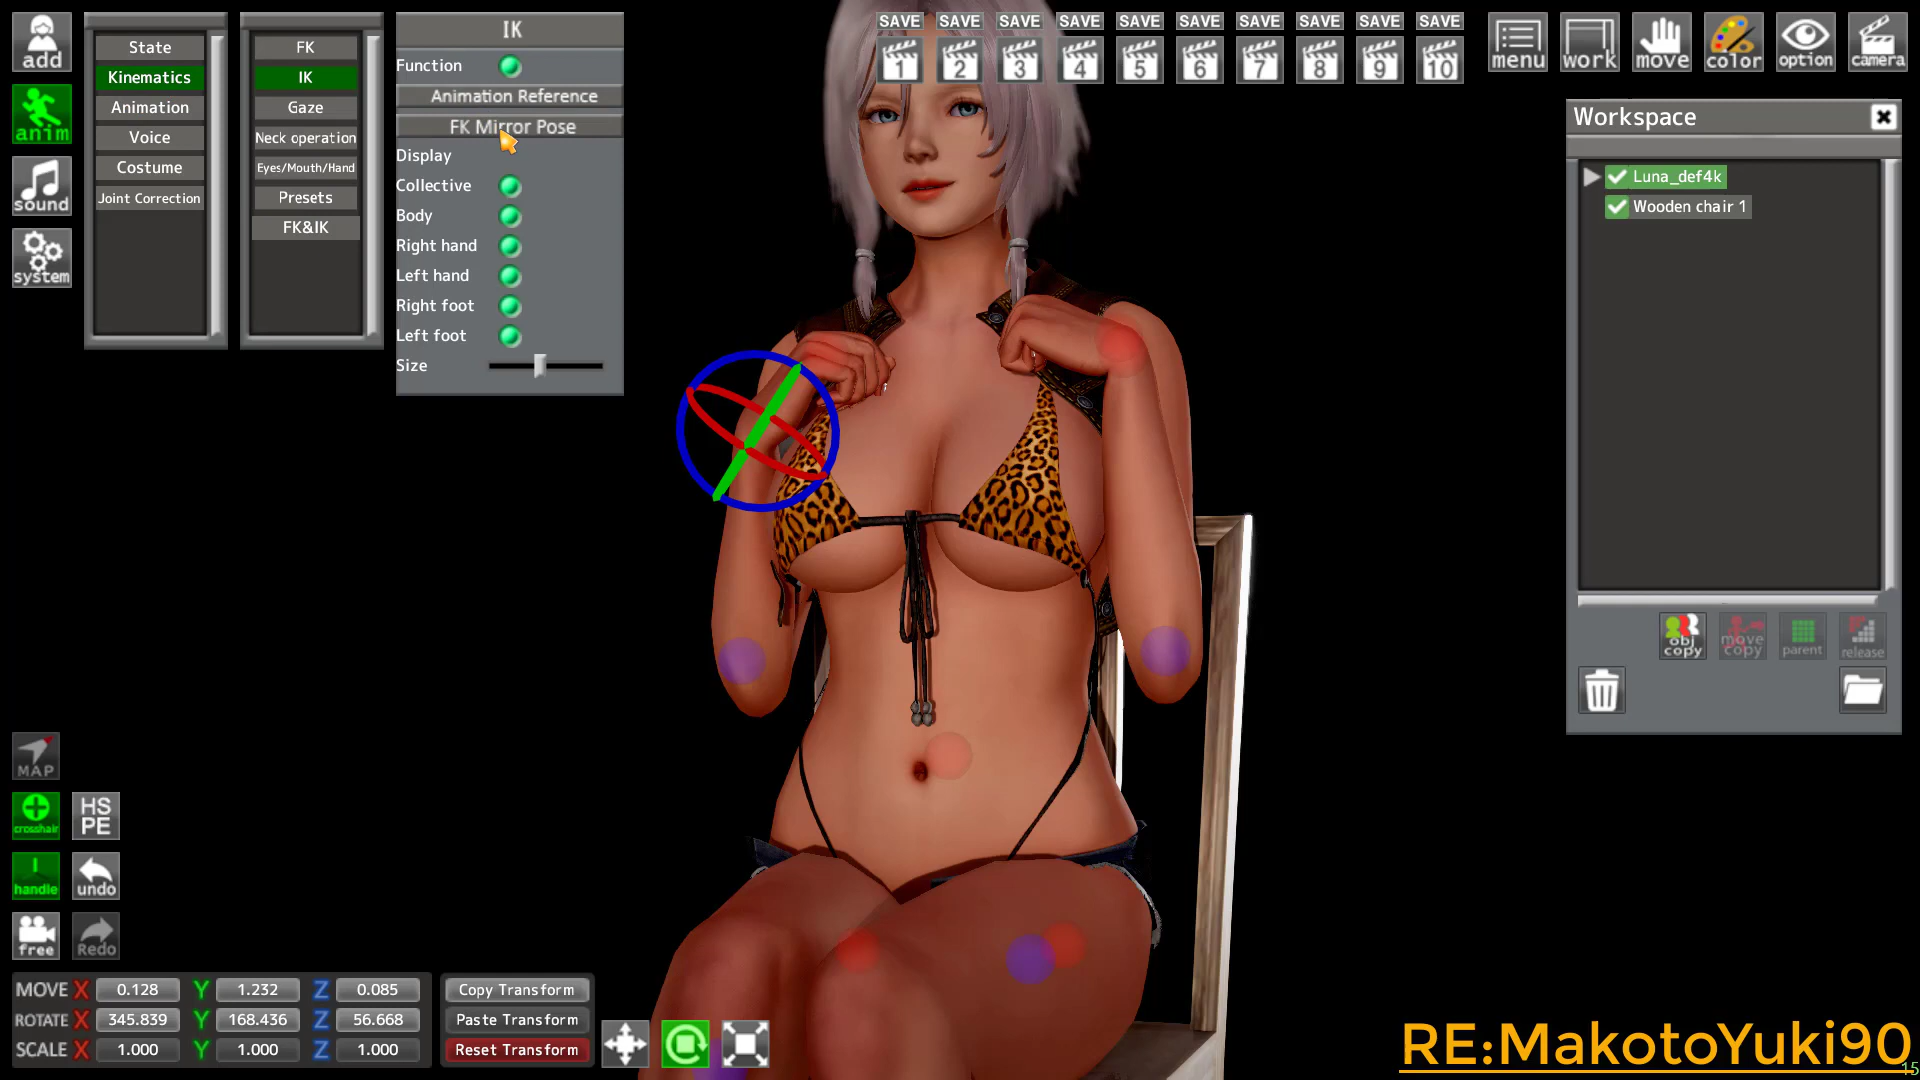 add
anim
sound
system
State
Kinematics
Animation
Voice
Costume
Joint Correction
FK
IK
Gaze
Neck operation
Eyes/Mouth/Hand
Presets
FK&IK
IK
Function
Animation Reference
FK Mirror Pose
Display
Collective
Body
Right hand
Left hand
Right foot
Left foot
Size
SAVE SAVE SAVE SAVE SAVE SAVE SAVE SAVE SAVE SAVE
1 2 3 4 5 6 7 8 9 10
menu work move color option camera
Workspace
Luna_def4k
Wooden chair 1
obj copy
move copy
parent
release
MAP
crosshair
HS PE
handle
undo
free
Redo
MOVE X 0.128 Y 1.232 Z 0.085
ROTATE X 345.839 Y 168.436 Z 56.668
SCALE X 1.000 Y 1.000 Z 1.000
Copy Transform
Paste Transform
Reset Transform
RE:MakotoYuki90
15